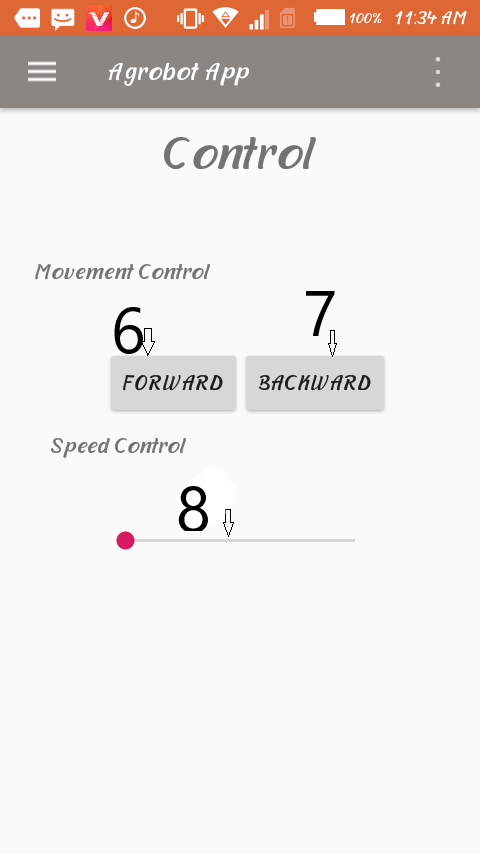 100% 11:34 AM
Agrobot App
Control
Movement Control
6 7
FORWARD BACKWARD
Speed Control
8